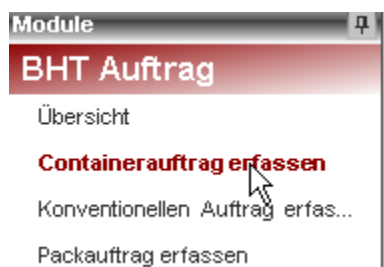 Module
BHT Auftrag
Übersicht
Containerauftrag erfassen
Konventionellen Auftrag erfas...
Packauftrag erfassen